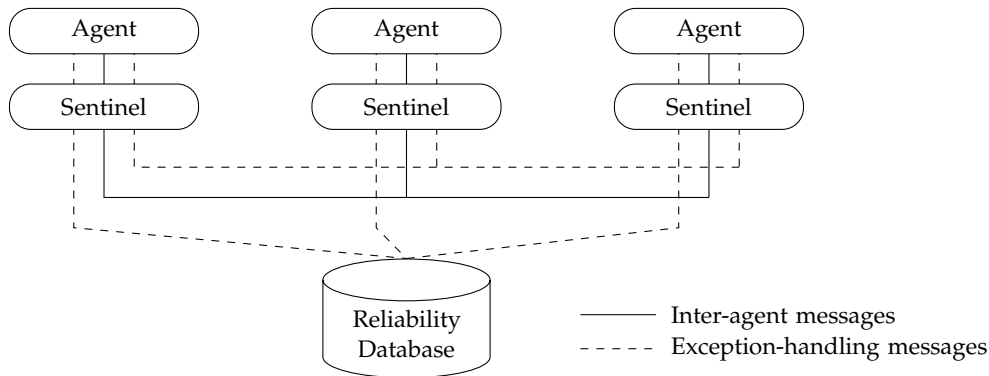 Agent
Agent
Agent
Sentinel
Sentinel
Sentinel
Reliability
Database
Inter-agent messages
Exception-handling messages